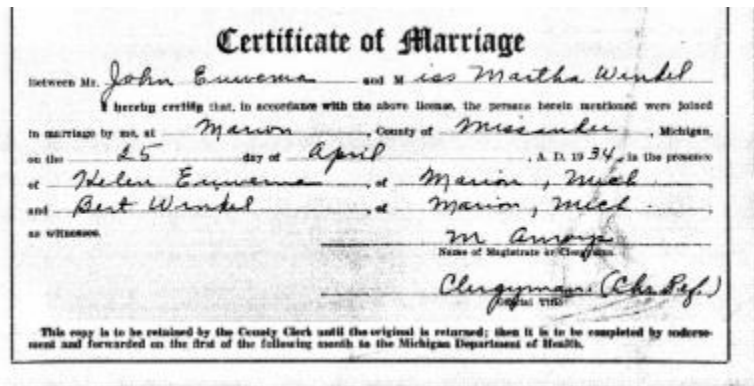 Certificate of Marriage
Between Mr. John Euwema and Miss Martha Winkel
I hereby certify that, in accordance with the above license, the persons herein mentioned were joined
in marriage by me, at Marion, County of Missaukee, Michigan,
on the 25 day of April, A. D. 1934, in the presence
of Helen Euwema, of Marion, Mich
and Bert Winkel, of Marion, Mich
as witnesses.
M
Name of Magistrate or Clergyman.
Clergyman (Chr. Ref.)
Official Title
This copy is to be retained by the County Clerk until the original is returned; then it is to be completed by endorse-
ment and forwarded on the first of the following month to the Michigan Department of Health.